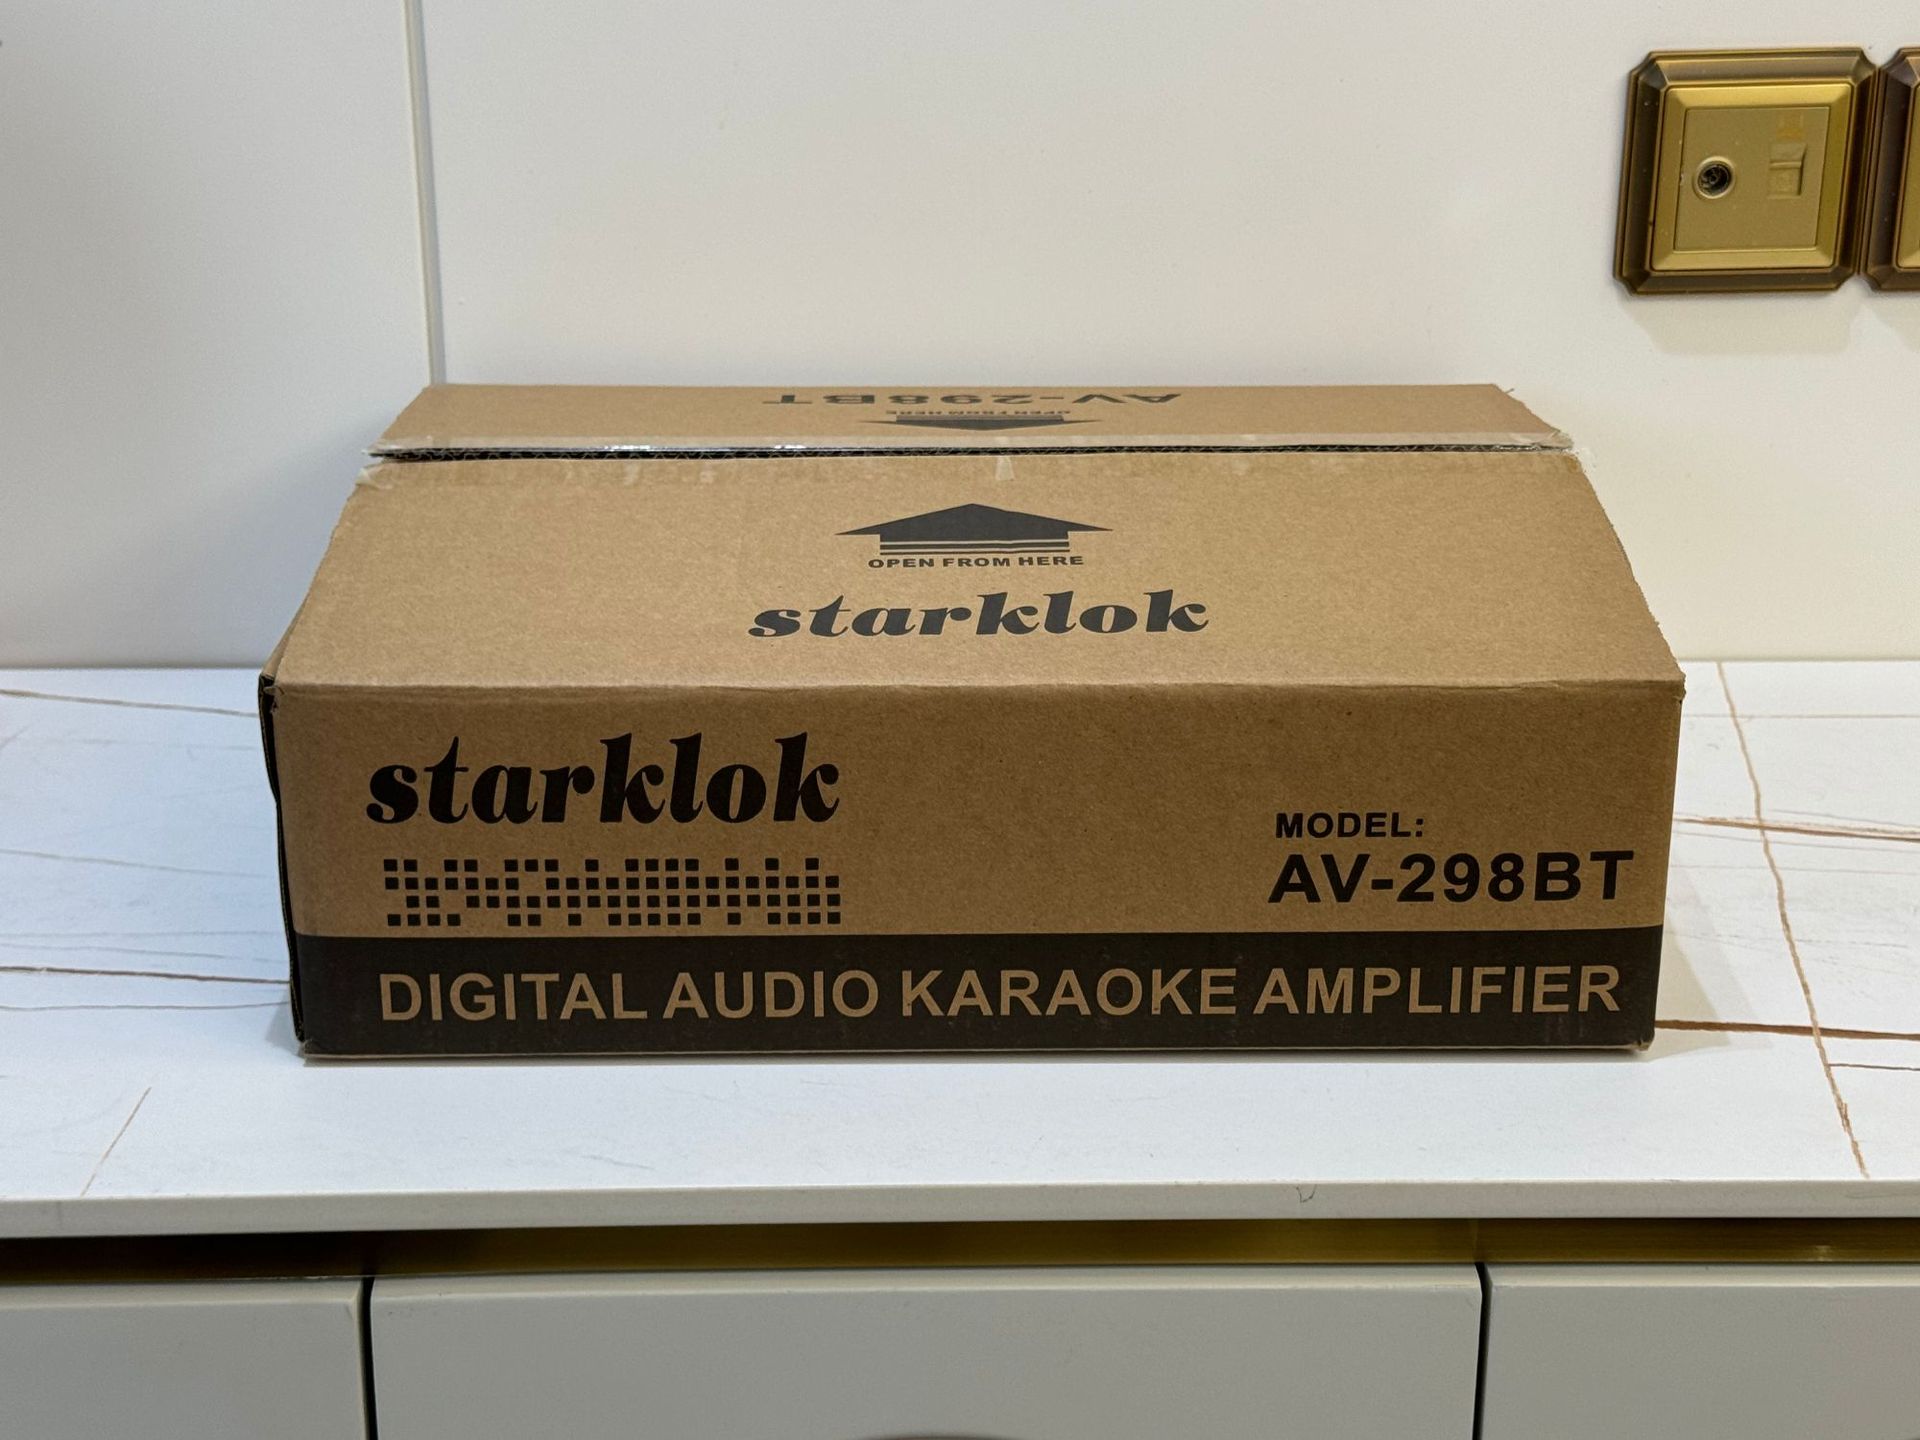 AV-298BT
OPEN FROM HERE
OPEN FROM HERE
starklok
starklok
MODEL:
AV-298BT
DIGITAL AUDIO KARAOKE AMPLIFIER